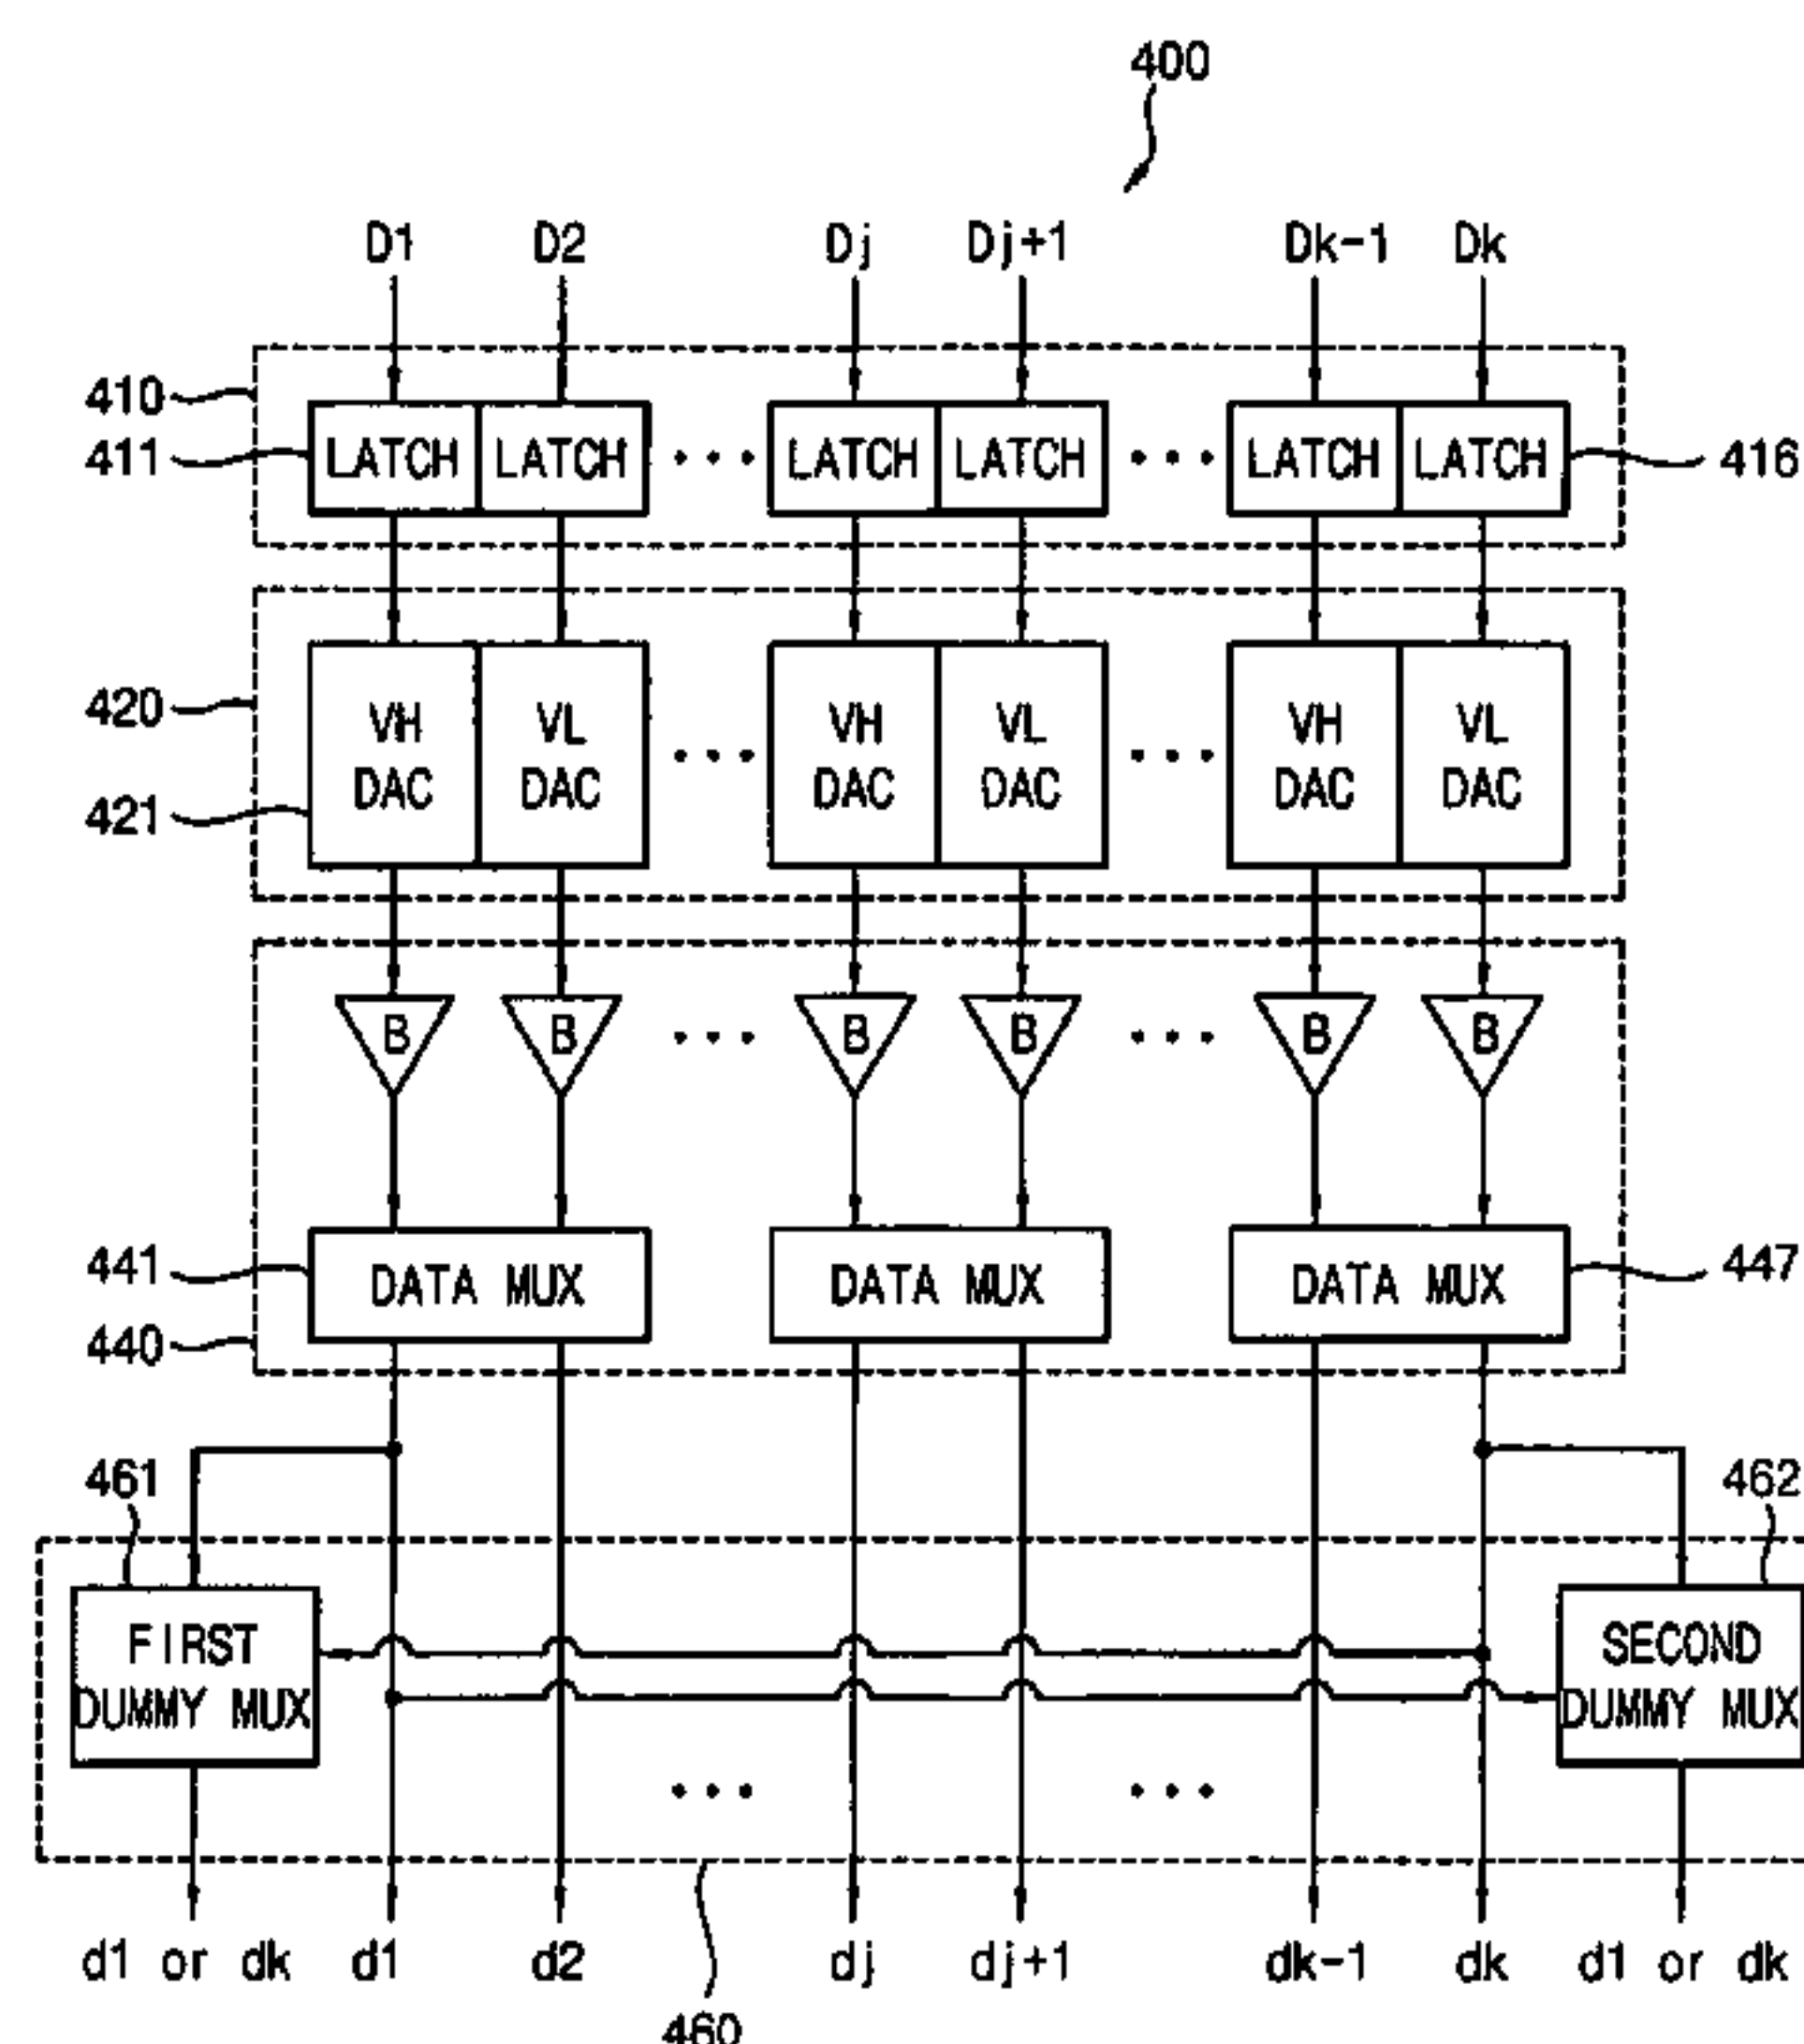 400
D1 D2 Dj Dj+1 Dk-1 Dk
410
411 LATCH LATCH ... LATCH LATCH ... LATCH LATCH 416
420
VH DAC VL DAC ... VH DAC VL DAC ... VH DAC VL DAC
421
B B ... B B ... B B
441 DATA MUX DATA MUX DATA MUX 447
440
461 462
FIRST DUMMY MUX SECOND DUMMY MUX
... ...
d1 or dk d1 d2 dj dj+1 dk-1 dk d1 or dk
460